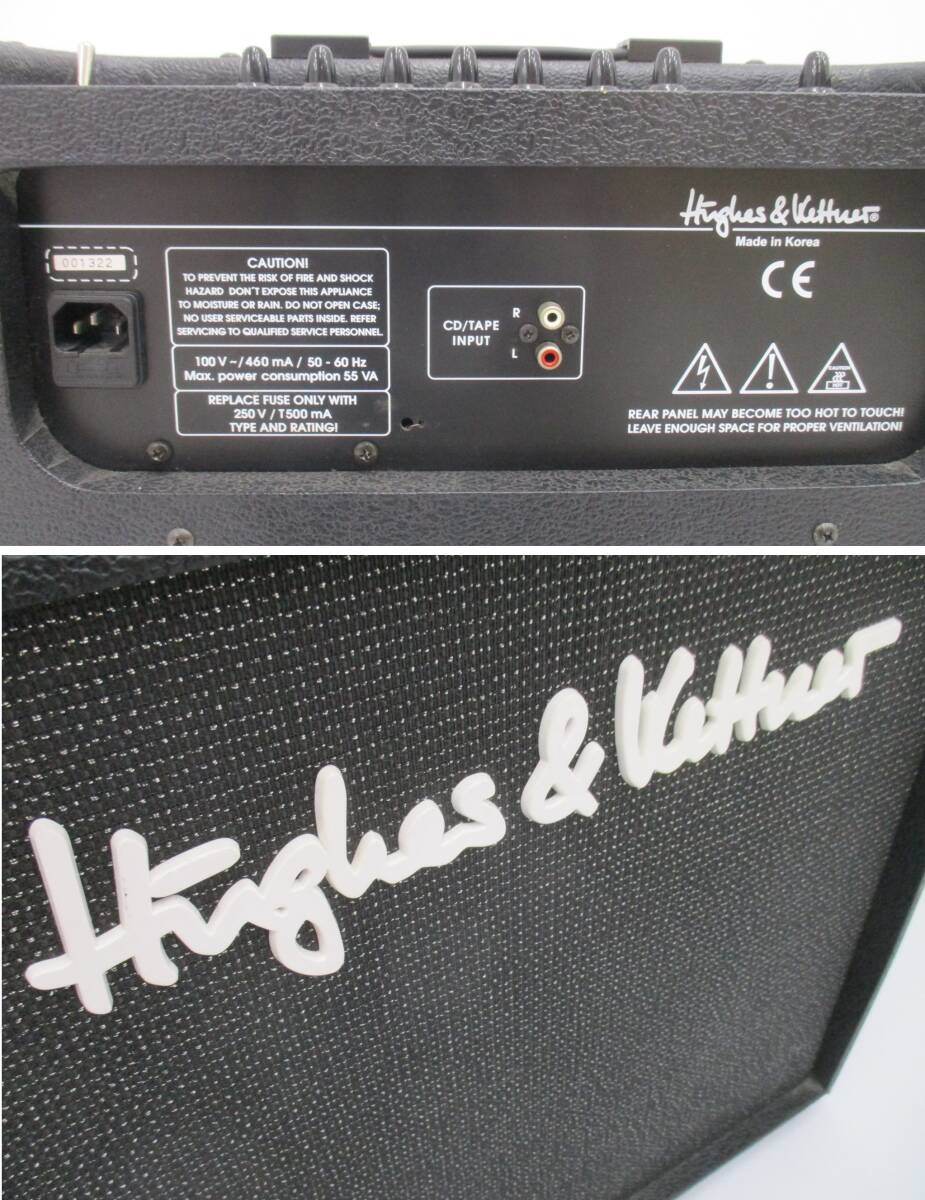 Hughes & Kettner®
Made in Korea
CE
001322
CAUTION!
TO PREVENT THE RISK OF FIRE AND SHOCK
HAZARD DON´T EXPOSE THIS APPLIANCE
TO MOISTURE OR RAIN. DO NOT OPEN CASE;
NO USER SERVICEABLE PARTS INSIDE. REFER
SERVICING TO QUALIFIED SERVICE PERSONNEL.
100 V ~/ 460 mA / 50 - 60 Hz
Max. power consumption 55 VA
REPLACE FUSE ONLY WITH
250 V / T500 mA
TYPE AND RATING!
CD/TAPE
INPUT
R
L
CAUTION
HOT
REAR PANEL MAY BECOME TOO HOT TO TOUCH!
LEAVE ENOUGH SPACE FOR PROPER VENTILATION!
Hughes & Kettner